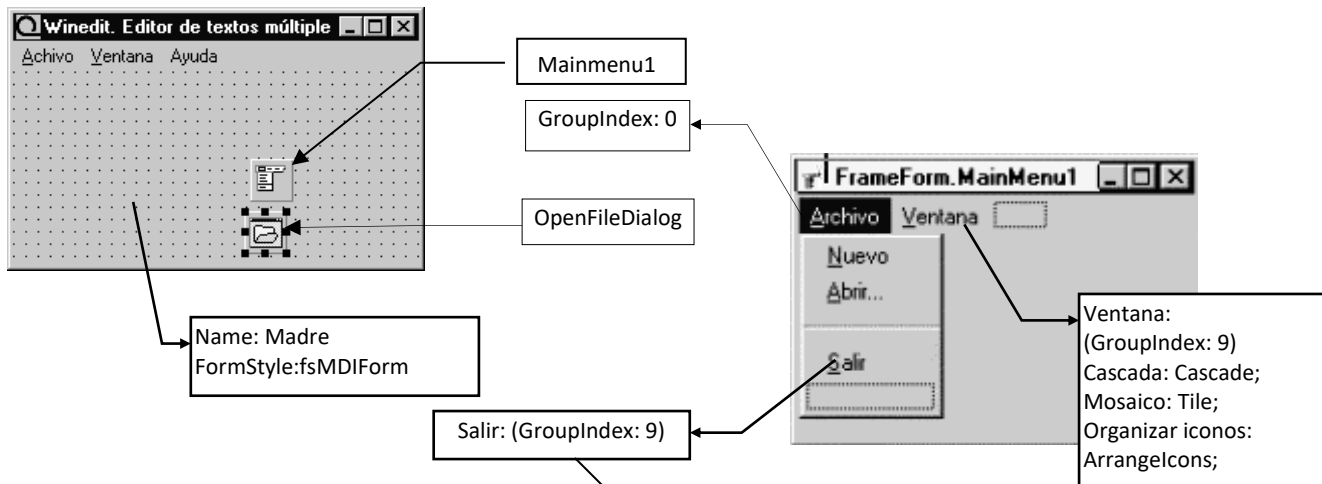 Winedit. Editor de textos múltiple
Achivo Ventana Ayuda
Mainmenu1
GroupIndex: 0
OpenFileDialog
Name: Madre
FormStyle:fsMDIForm
FrameForm.MainMenu1
Archivo Ventana
Nuevo
Abrir...
Salir
Salir: (GroupIndex: 9)
Ventana:
(GroupIndex: 9)
Cascada: Cascade;
Mosaico: Tile;
Organizar iconos:
ArrangeIcons;